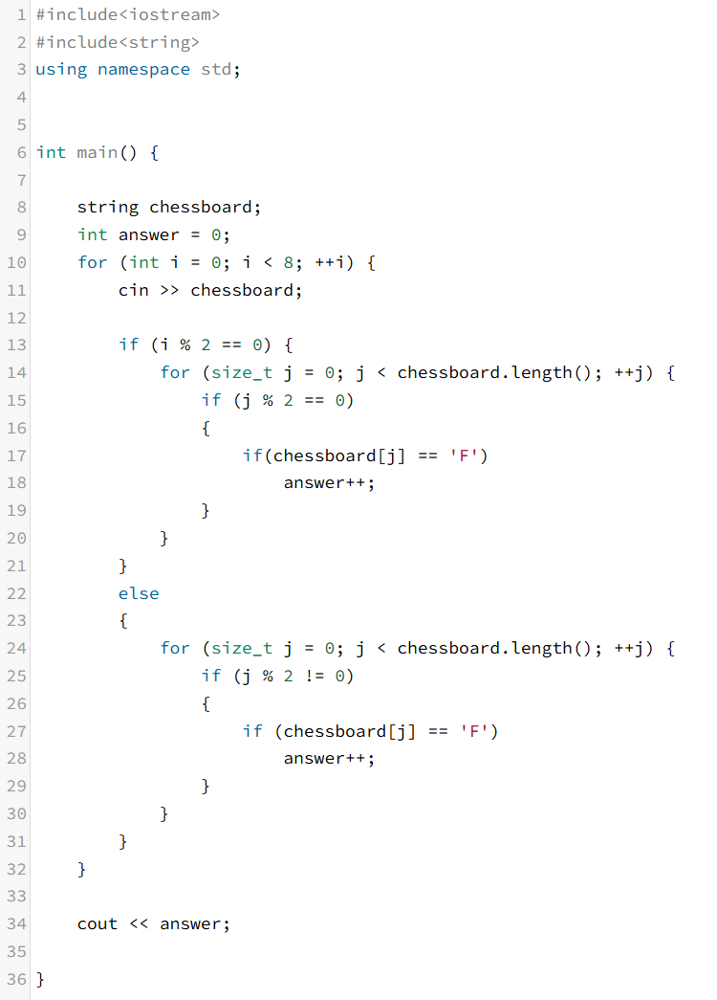 1 #include<iostream>
2 #include<string>
3 using namespace std;
4
5
6 int main() {
7
8     string chessboard;
9     int answer = 0;
10     for (int i = 0; i < 8; ++i) {
11         cin >> chessboard;
12
13         if (i % 2 == 0) {
14             for (size_t j = 0; j < chessboard.length(); ++j) {
15                 if (j % 2 == 0)
16                 {
17                     if(chessboard[j] == 'F')
18                         answer++;
19                 }
20             }
21         }
22         else
23         {
24             for (size_t j = 0; j < chessboard.length(); ++j) {
25                 if (j % 2 != 0)
26                 {
27                     if (chessboard[j] == 'F')
28                         answer++;
29                 }
30             }
31         }
32     }
33
34     cout << answer;
35
36 }